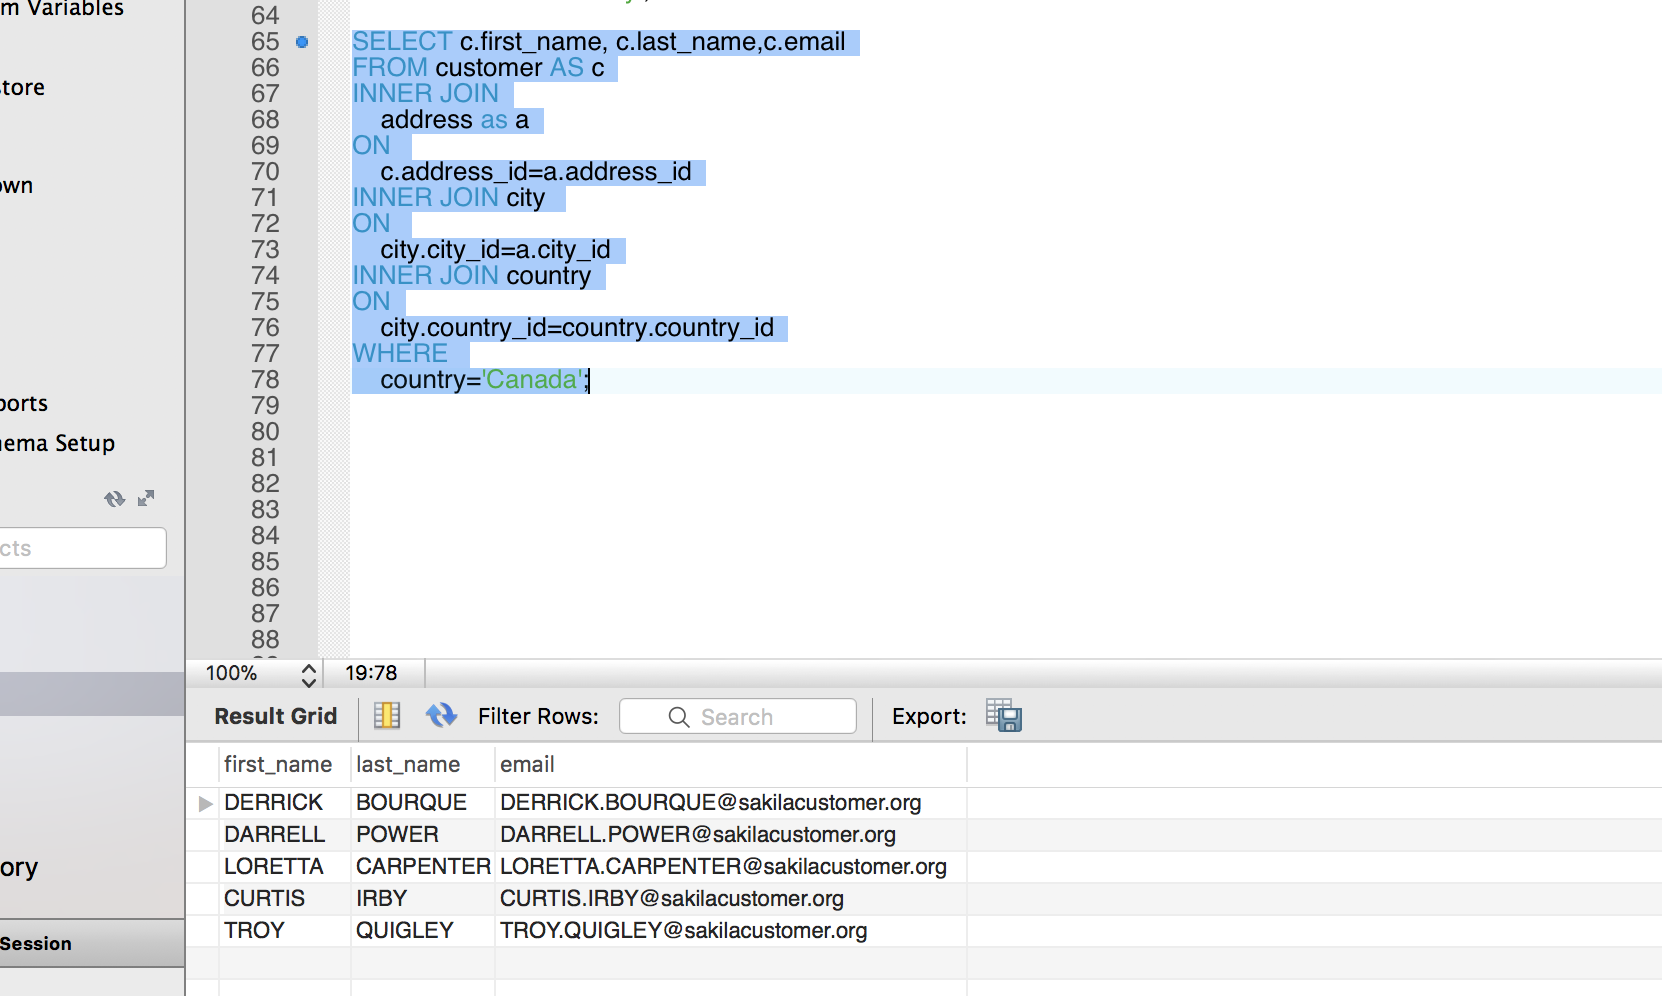 m Variables
store
own
ports
hema Setup
cts
ory
Session
64
65 SELECT c.first_name, c.last_name,c.email
66 FROM customer AS c
67 INNER JOIN
68 address as a
69 ON
70 c.address_id=a.address_id
71 INNER JOIN city
72 ON
73 city.city_id=a.city_id
74 INNER JOIN country
75 ON
76 city.country_id=country.country_id
77 WHERE
78 country='Canada';
79
80
81
82
83
84
85
86
87
88
100% 19:78
Result Grid Filter Rows: Search Export:
first_name last_name email
DERRICK BOURQUE DERRICK.BOURQUE@sakilacustomer.org
DARRELL POWER DARRELL.POWER@sakilacustomer.org
LORETTA CARPENTER LORETTA.CARPENTER@sakilacustomer.org
CURTIS IRBY CURTIS.IRBY@sakilacustomer.org
TROY QUIGLEY TROY.QUIGLEY@sakilacustomer.org